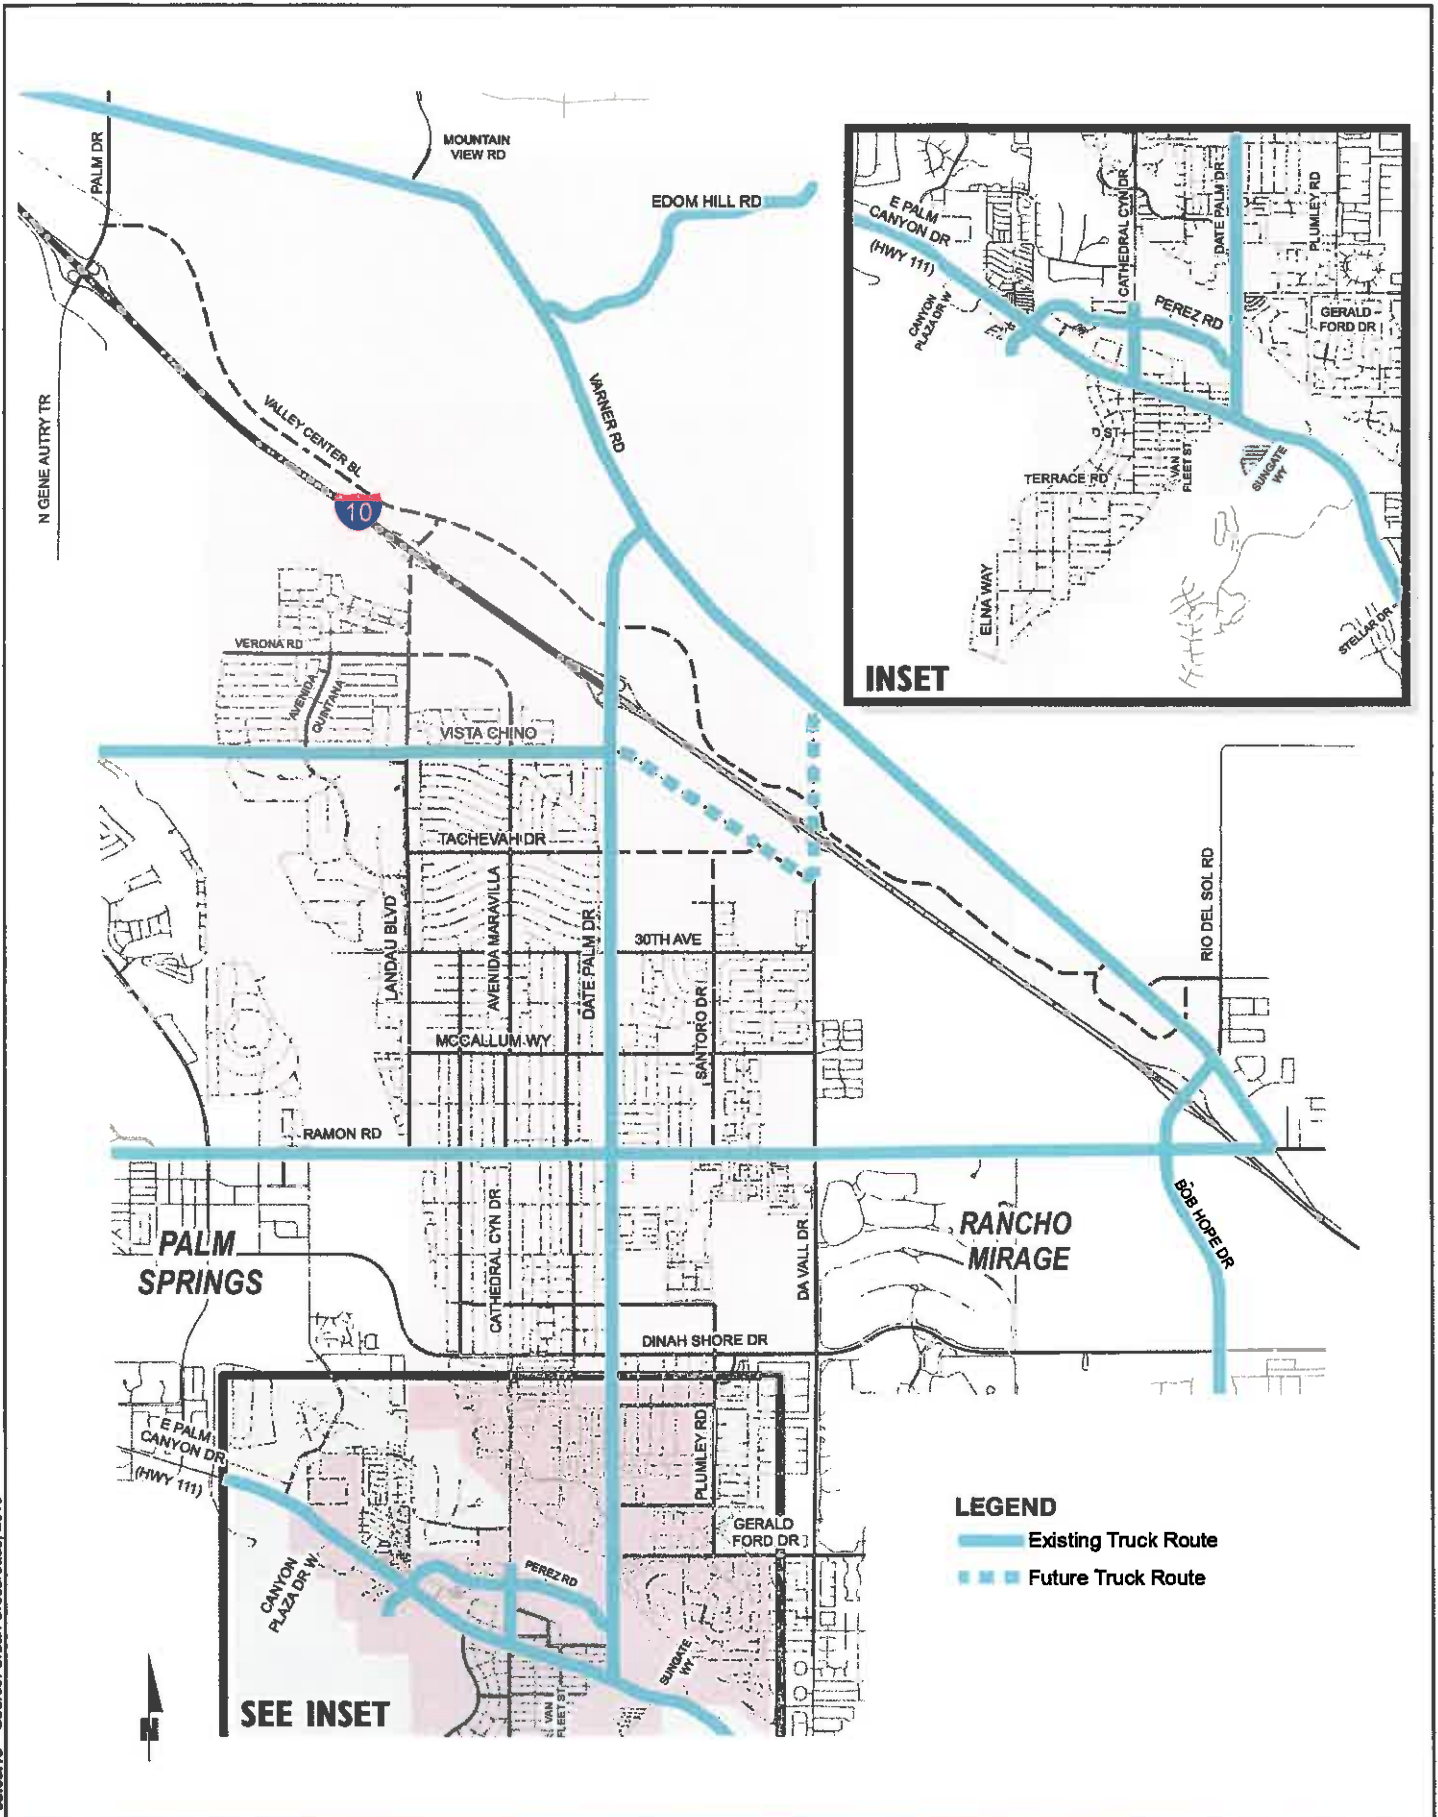 PALM DR
MOUNTAIN
VIEW RD
EDOM HILL RD
N GENE AUTRY TR
VALLEY CENTER BL
10
VARNER RD
E PALM
CANYON DR
(HWY 111)
CANYON
PLAZA DR W
CATHEDRAL CYN DR
DATE PALM DR
PLUMLEY RD
PEREZ RD
GERALD
FORD DR
D ST
TERRACE RD
VAN
FLEET ST
SUNGATE
WY
ELNA WAY
STELLAR DR
INSET
VERONA RD
AVENIDA
QUINTANA
VISTA CHINO
TACHEVAH DR
LANDAU BLVD
AVENIDA MARAVILLA
DATE PALM DR
30TH AVE
SANTORO DR
MCCALLUM WY
RIO DEL SOL RD
RAMON RD
PALM
SPRINGS
CATHEDRAL CYN DR
DA VALL DR
RANCHO
MIRAGE
BOB HOPE DR
DINAH SHORE DR
E PALM
CANYON DR
(HWY 111)
PLUMLEY RD
GERALD
FORD DR
CANYON
PLAZA DR W
PEREZ RD
SUNGATE
WY
VAN
FLEET ST
SEE INSET
N
LEGEND
Existing Truck Route
Future Truck Route